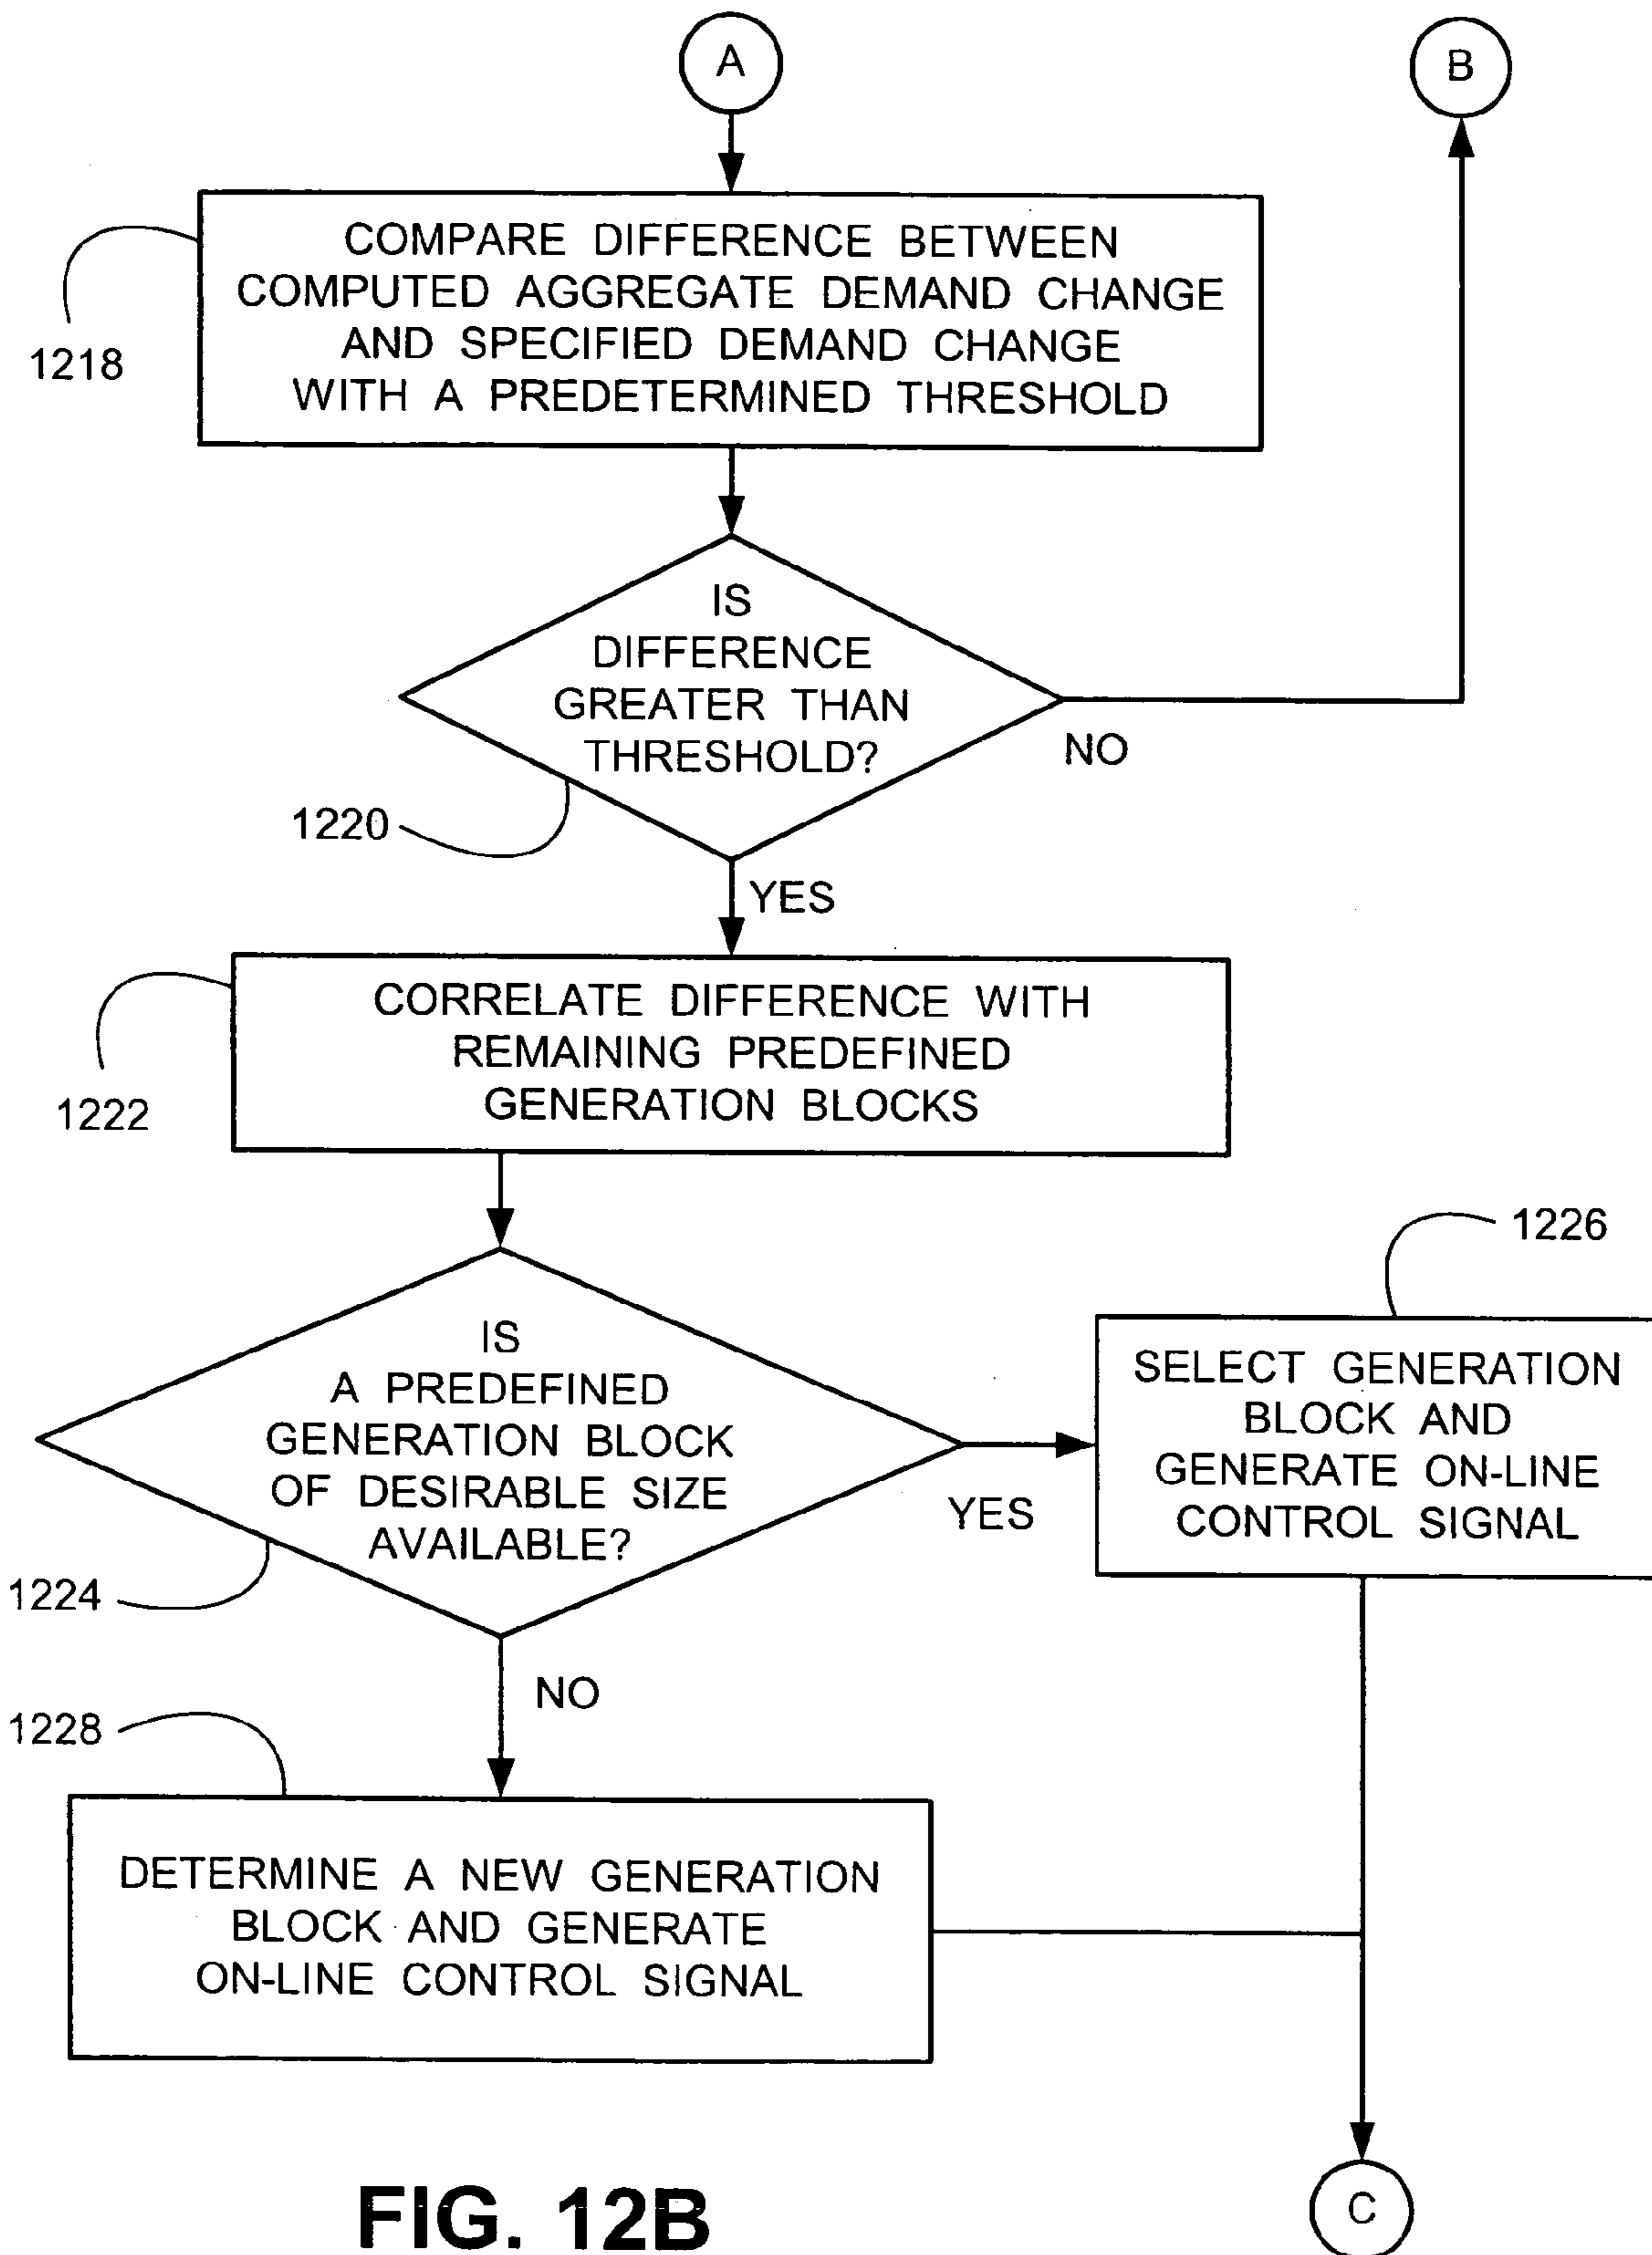 A
B
COMPARE DIFFERENCE BETWEEN
COMPUTED AGGREGATE DEMAND CHANGE
AND SPECIFIED DEMAND CHANGE
WITH A PREDETERMINED THRESHOLD
1218
IS
DIFFERENCE
GREATER THAN
THRESHOLD?
NO
1220
YES
CORRELATE DIFFERENCE WITH
REMAINING PREDEFINED
GENERATION BLOCKS
1222
1226
IS
A PREDEFINED
GENERATION BLOCK
OF DESIRABLE SIZE
AVAILABLE?
YES
SELECT GENERATION
BLOCK AND
GENERATE ON-LINE
CONTROL SIGNAL
1224
NO
1228
DETERMINE A NEW GENERATION
BLOCK AND GENERATE
ON-LINE CONTROL SIGNAL
FIG. 12B
C